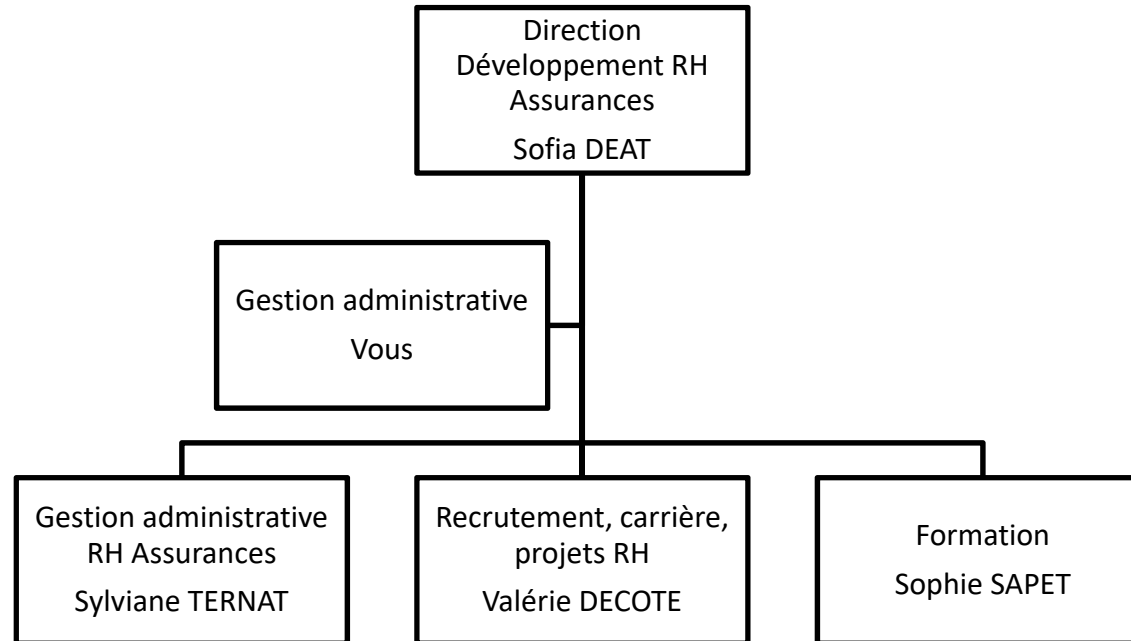 Direction
Développement RH
Assurances
Sofia DEAT
Gestion administrative
Vous
Gestion administrative
RH Assurances
Sylviane TERNAT
Recrutement, carrière,
projets RH
Valérie DECOTE
Formation
Sophie SAPET